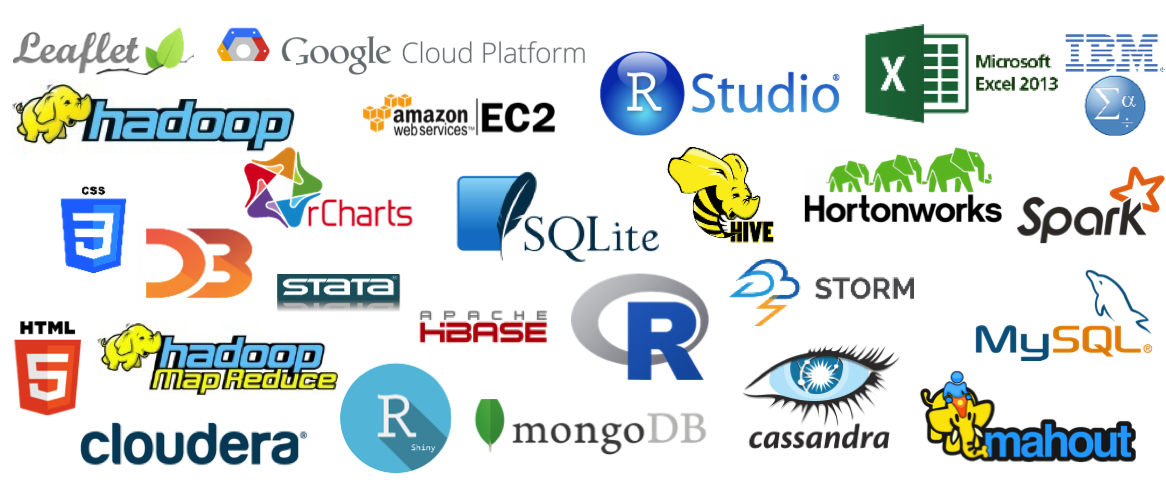 Leaflet
Google Cloud Platform
R Studio®
X
Microsoft
Excel 2013
IBM®
Σ α ÷
hadoop
amazon
web services™
EC2
rCharts
CSS
3
SQLite
HIVE
Hortonworks
Spark
D3
STATA
APACHE
HBASE
R
STORM
MySQL®
HTML
5
hadoop
Map Reduce
cloudera®
R
Shiny
mongoDB
cassandra
mahout